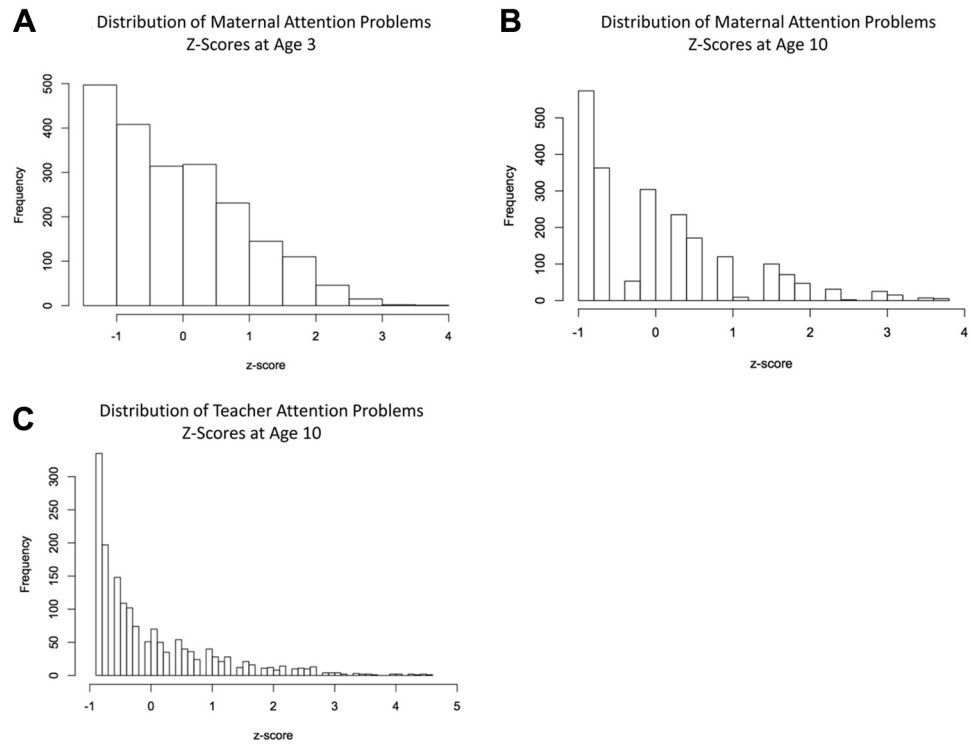 A
Distribution of Maternal Attention Problems
Z-Scores at Age 3
500
400
300
200
100
0
Frequency
-1 0 1 2 3 4
z-score
B
Distribution of Maternal Attention Problems
Z-Scores at Age 10
500
400
300
200
100
0
Frequency
-1 0 1 2 3 4
z-score
C
Distribution of Teacher Attention Problems
Z-Scores at Age 10
300
250
200
150
100
50
0
Frequency
-1 0 1 2 3 4 5
z-score